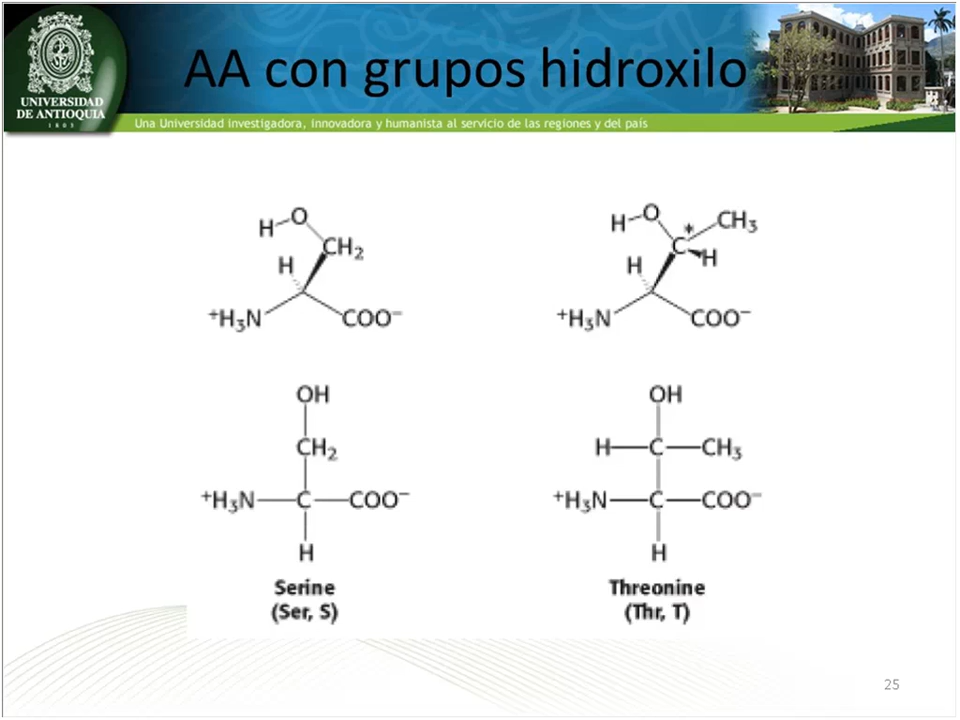 AA con grupos hidroxilo
UNIVERSIDAD
DE ANTIOQUIA
1803
Una Universidad investigadora, innovadora y humanista al servicio de las regiones y del país
H O
CH₂
H
⁺H₃N COO⁻
H O * CH₃
C H
H
⁺H₃N COO⁻
OH
CH₂
⁺H₃N C COO⁻
H
Serine
(Ser, S)
OH
H C CH₃
⁺H₃N C COO⁻
H
Threonine
(Thr, T)
25